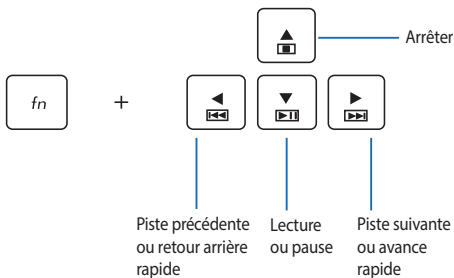 Arrêter
fn +
Piste précédente
ou retour arrière
rapide
Lecture
ou pause
Piste suivante
ou avance
rapide